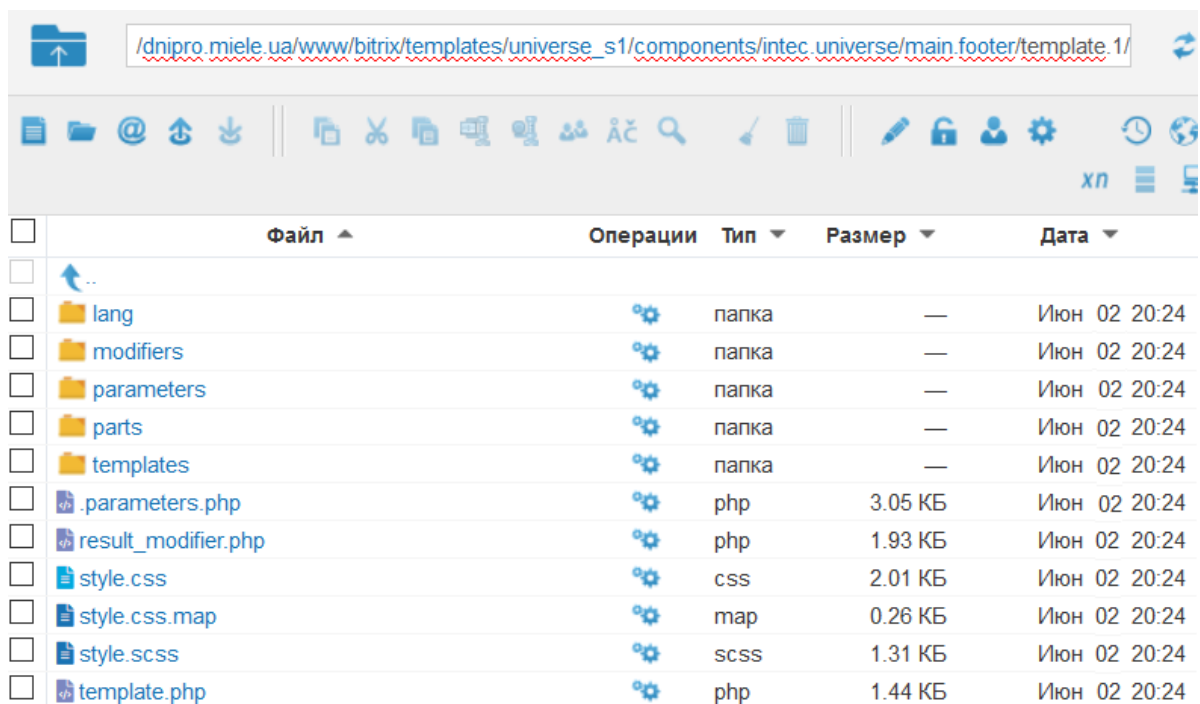 /dnipro.miele.ua/www/bitrix/templates/universe_s1/components/intec.universe/main.footer/template.1/
@ ÅČ
хп
Файл Операции Тип Размер Дата
..
lang папка — Июн 02 20:24
modifiers папка — Июн 02 20:24
parameters папка — Июн 02 20:24
parts папка — Июн 02 20:24
templates папка — Июн 02 20:24
.parameters.php php 3.05 КБ Июн 02 20:24
result_modifier.php php 1.93 КБ Июн 02 20:24
style.css css 2.01 КБ Июн 02 20:24
style.css.map map 0.26 КБ Июн 02 20:24
style.scss scss 1.31 КБ Июн 02 20:24
template.php php 1.44 КБ Июн 02 20:24